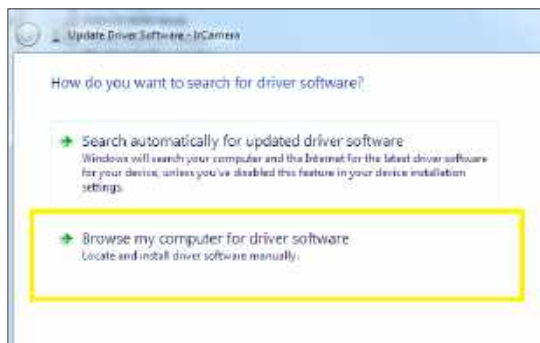 Update Driver Software - IrCamera
How do you want to search for driver software?
Search automatically for updated driver software
Windows will search your computer and the Internet for the latest driver software
for your device, unless you've disabled this feature in your device installation
settings.
Browse my computer for driver software
Locate and install driver software manually.